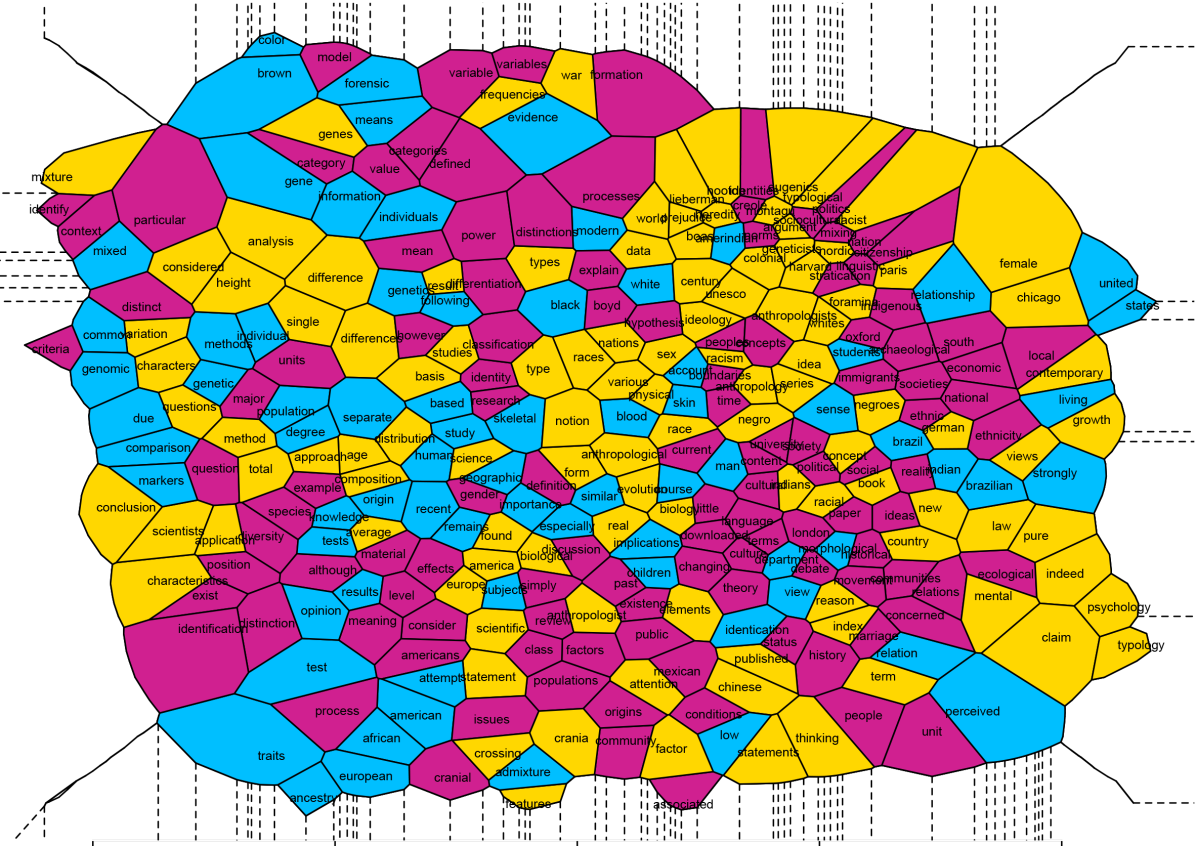 color
model
brown
variable
variables
war
formation
forensic
frequencies
means
evidence
genes
categories
category
value
defined
mixture
gene
information
processes
hoof
identities
eugenics
typological
lieberman
creole
identify
particular
individuals
world
prejudice
heredity
montagu
politics
socioculture
racist
context
power
distinctions
modern
boas
amerindian
norms
argument
mixing
mixed
analysis
mean
data
geneticists
nordic
nation
citizenship
considered
types
explain
colonial
harvard
linguistic
paris
female
height
difference
genetics
result
differentiation
white
century
stratication
united
distinct
following
black
boyd
unesco
foraming
indigenous
relationship
chicago
states
common
variation
methods
individual
single
differences
however
hypothesis
ideology
anthropologists
whites
oxford
criteria
units
studies
classification
nations
races
sex
peoples
concepts
racism
students
archaeological
south
local
genomic
characters
genetic
basis
identity
type
various
account
boundaries
idea
immigrants
societies
economic
contemporary
major
research
physical
anthropology
series
national
living
questions
population
based
time
skin
negroes
due
separate
skeletal
notion
blood
negro
sense
ethnic
german
growth
degree
study
race
method
distribution
university
society
brazil
ethnicity
comparison
approach
age
human
science
anthropological
current
content
concept
views
question
total
composition
geographic
definition
form
man
political
social
reality
indian
strongly
markers
example
gender
similar
evolution
course
cultural
indians
book
brazilian
conclusion
origin
recent
importance
biology
little
racial
species
knowledge
paper
ideas
new
scientists
application
diversity
tests
average
remains
found
especially
real
language
law
pure
implications
downloaded
terms
london
country
material
biological
discussion
culture
department
morphological
historical
position
although
effects
america
children
changing
debate
characteristics
europe
subjects
simply
past
theory
movement
communities
ecological
indeed
exist
results
level
view
reason
relations
mental
opinion
existence
elements
psychology
identification
distinction
meaning
consider
scientific
review
anthropologist
public
identication
index
marriage
concerned
claim
typology
americans
class
factors
status
history
relation
test
attempt
statement
populations
mexican
attention
published
chinese
term
process
american
issues
origins
conditions
people
perceived
african
crania
community
factor
low
thinking
unit
traits
crossing
statements
european
cranial
admixture
ancestry
features
associated